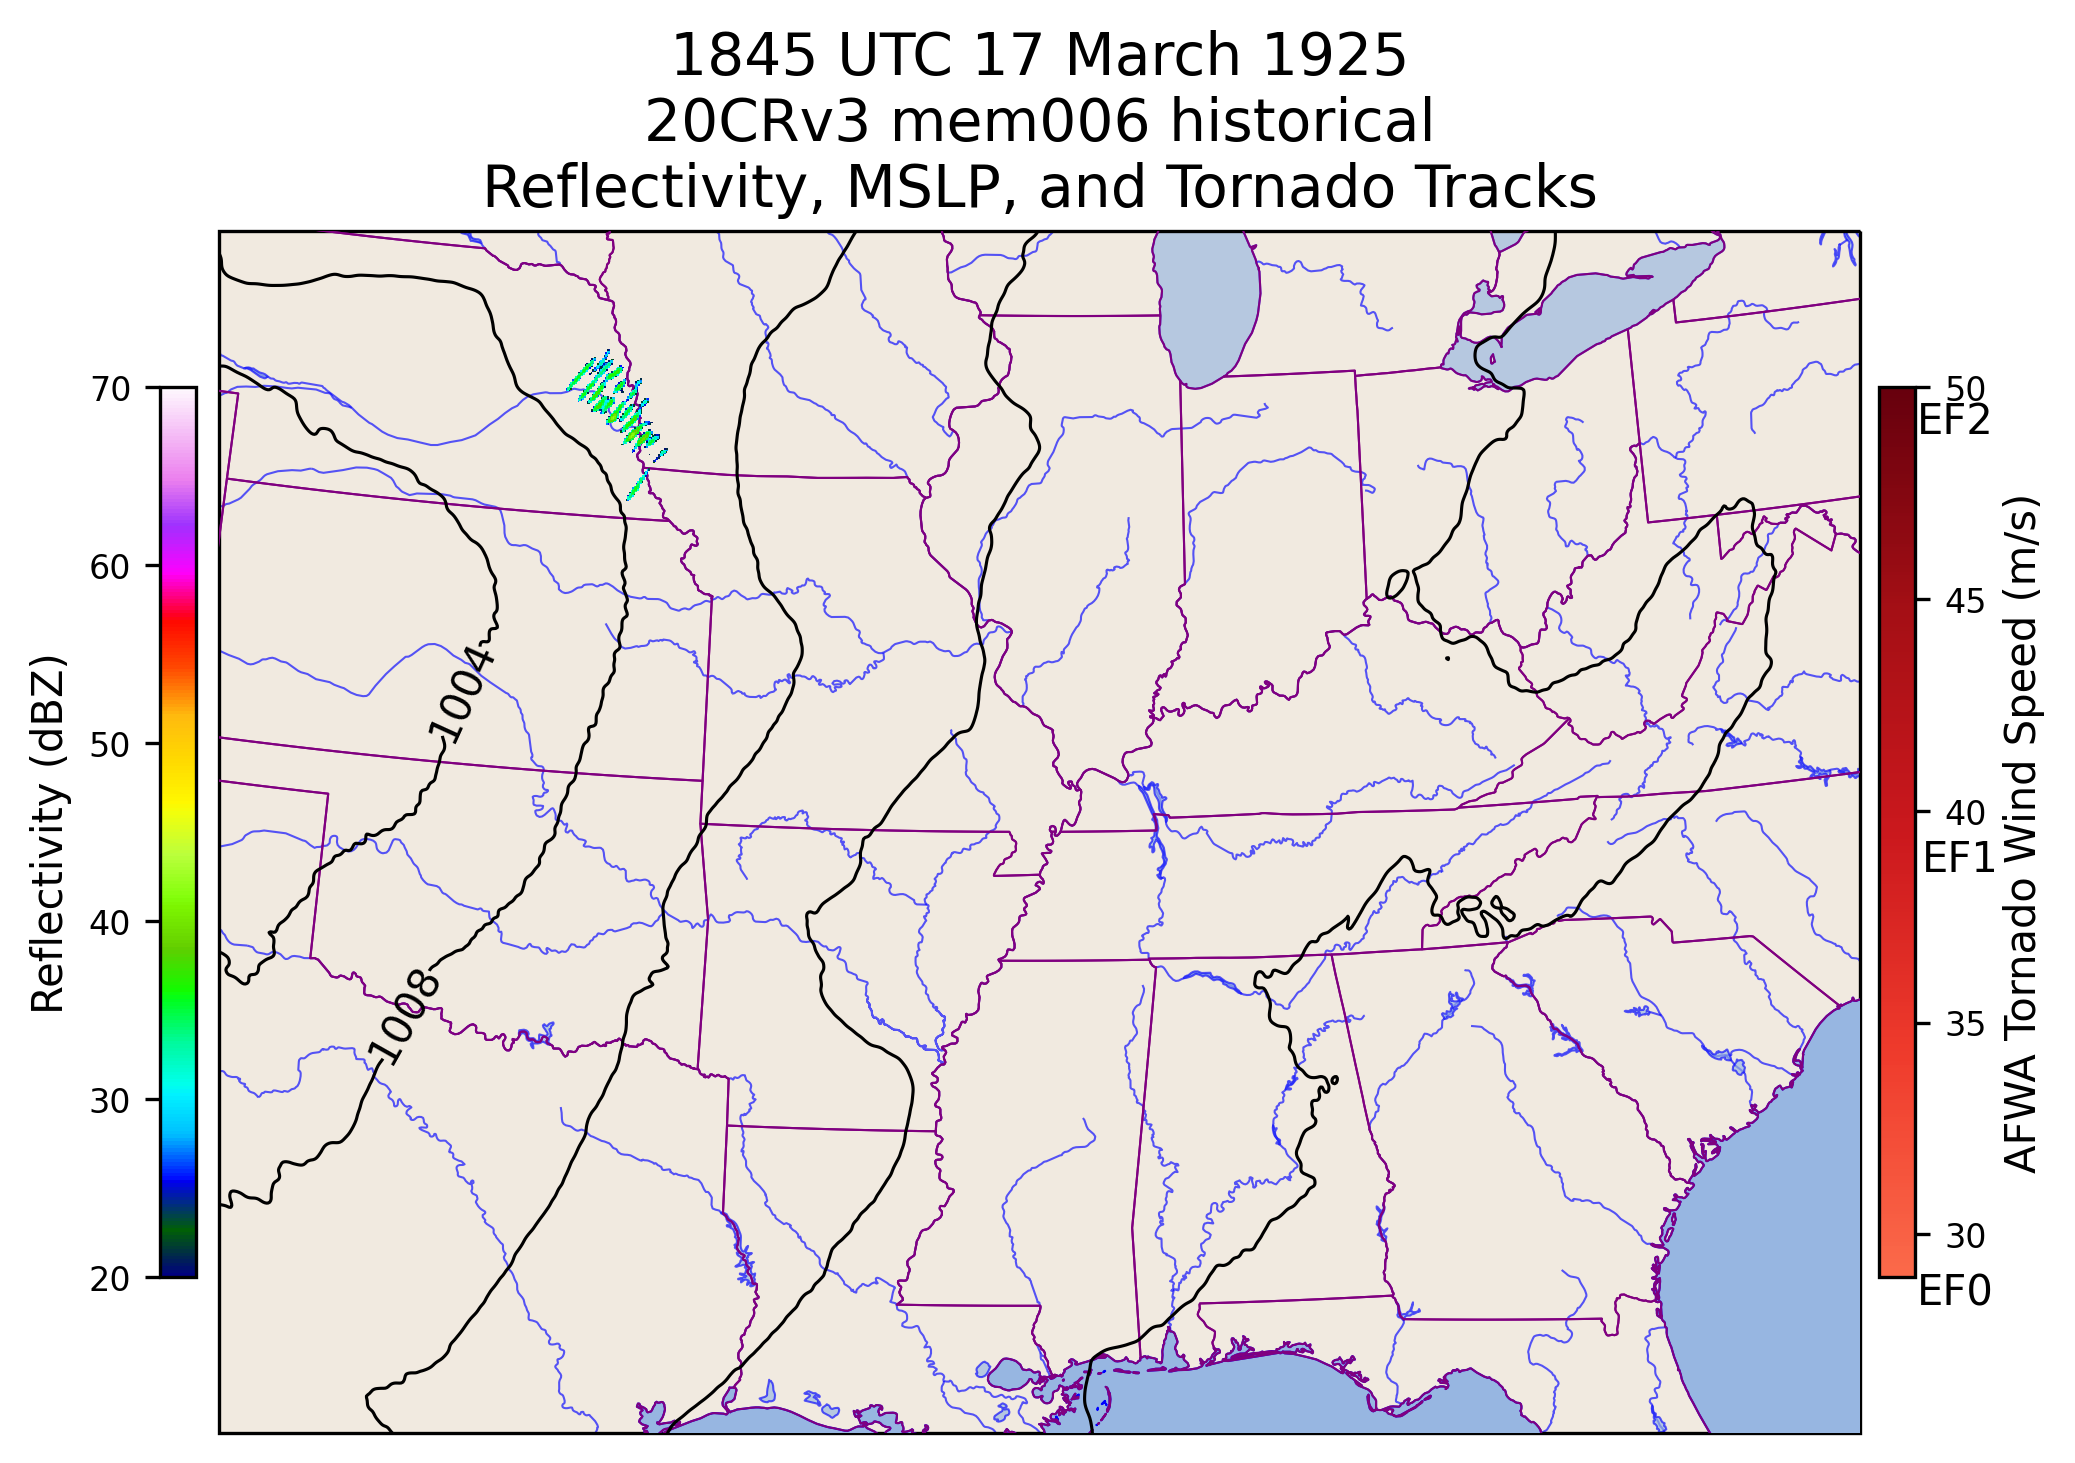 1845 UTC 17 March 1925
20CRv3 mem006 historical
Reflectivity, MSLP, and Tornado Tracks
Reflectivity (dBZ)
70
60
50
40
30
20
1004
1008
50
EF2
45
40
EF1
35
30
EF0
AFWA Tornado Wind Speed (m/s)